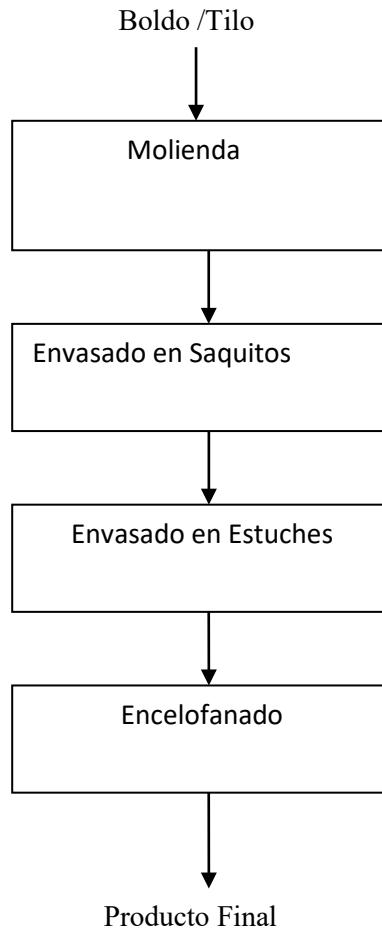 Boldo /Tilo
Molienda
Envasado en Saquitos
Envasado en Estuches
Encelofanado
Producto Final